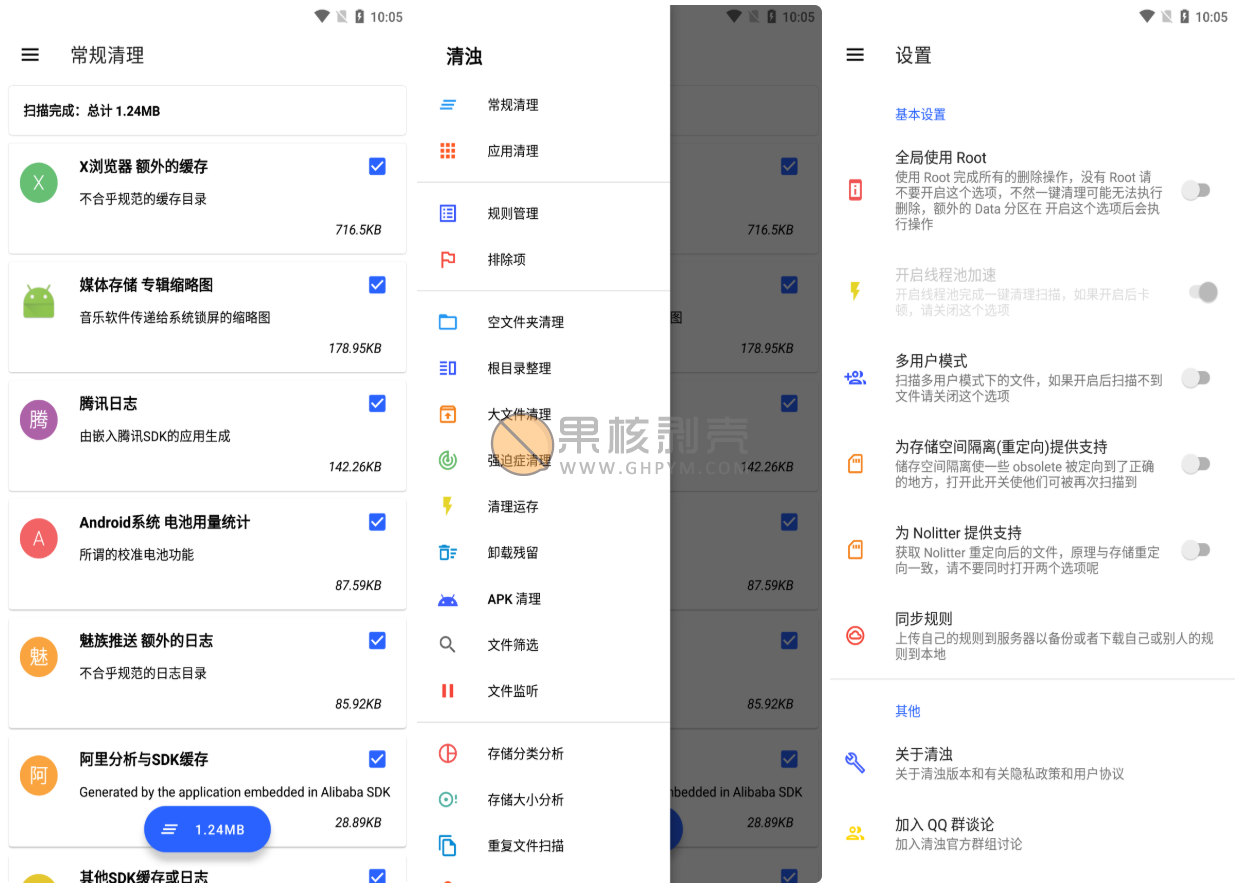 10:05
常规清理
扫描完成：总计 1.24MB
X
X浏览器 额外的缓存
不合乎规范的缓存目录
716.5KB
媒体存储 专辑缩略图
音乐软件传递给系统锁屏的缩略图
178.95KB
腾
腾讯日志
由嵌入腾讯SDK的应用生成
142.26KB
A
Android系统 电池用量统计
所谓的校准电池功能
87.59KB
魅
魅族推送 额外的日志
不合乎规范的日志目录
85.92KB
阿
阿里分析与SDK缓存
Generated by the application embedded in Alibaba SDK
28.89KB
1.24MB
其他SDK缓存或日志
10:05
清浊
常规清理
应用清理
规则管理
排除项
空文件夹清理
根目录整理
大文件清理
强迫症清理
清理运存
卸载残留
APK 清理
文件筛选
文件监听
存储分类分析
存储大小分析
重复文件扫描
716.5KB
图
178.95KB
142.26KB
87.59KB
85.92KB
bedded in Alibaba SDK
28.89KB
果核剥壳
WWW.GHPYM.COM
10:05
设置
基本设置
全局使用 Root
使用 Root 完成所有的删除操作，没有 Root 请
不要开启这个选项，不然一键清理可能无法执行
删除，额外的 Data 分区在 开启这个选项后会执
行操作
开启线程池加速
开启线程池完成一键清理扫描，如果开启后卡
顿，请关闭这个选项
多用户模式
扫描多用户模式下的文件，如果开启后扫描不到
文件请关闭这个选项
为存储空间隔离(重定向)提供支持
储存空间隔离使一些 obsolete 被定向到了正确
的地方，打开此开关使他们可被再次扫描到
为 Nolitter 提供支持
获取 Nolitter 重定向后的文件，原理与存储重定
向一致，请不要同时打开两个选项呢
同步规则
上传自己的规则到服务器以备份或者下载自己或别人的规
则到本地
其他
关于清浊
关于清浊版本和有关隐私政策和用户协议
加入 QQ 群谈论
加入清浊官方群组讨论